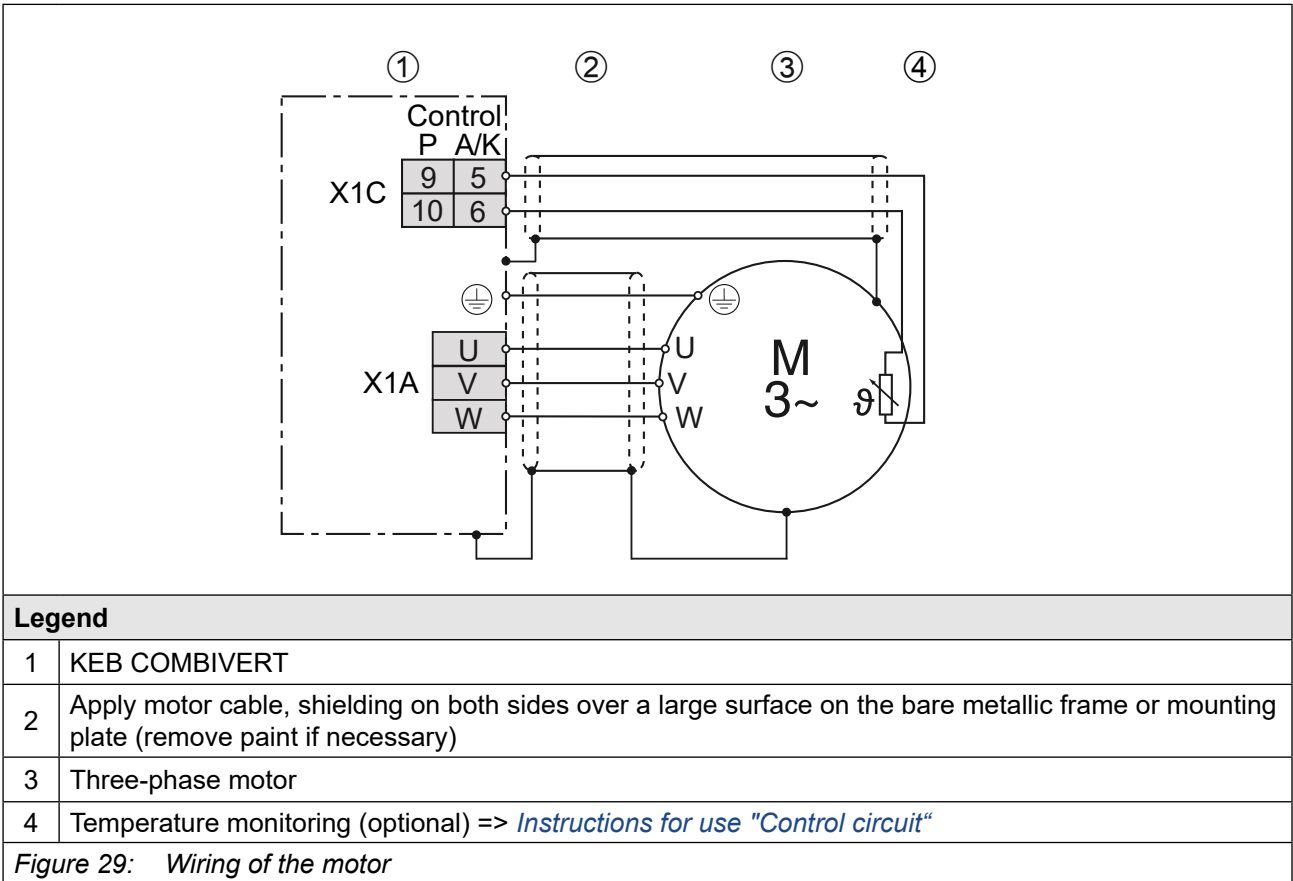 ① ② ③ ④
Control
P A/K
X1C 9 5
10 6
U U
X1A V V
W W
M
3~ ϑ
Legend
1 KEB COMBIVERT
2 Apply motor cable, shielding on both sides over a large surface on the bare metallic frame or mounting
plate (remove paint if necessary)
3 Three-phase motor
4 Temperature monitoring (optional) => Instructions for use "Control circuit“
Figure 29: Wiring of the motor